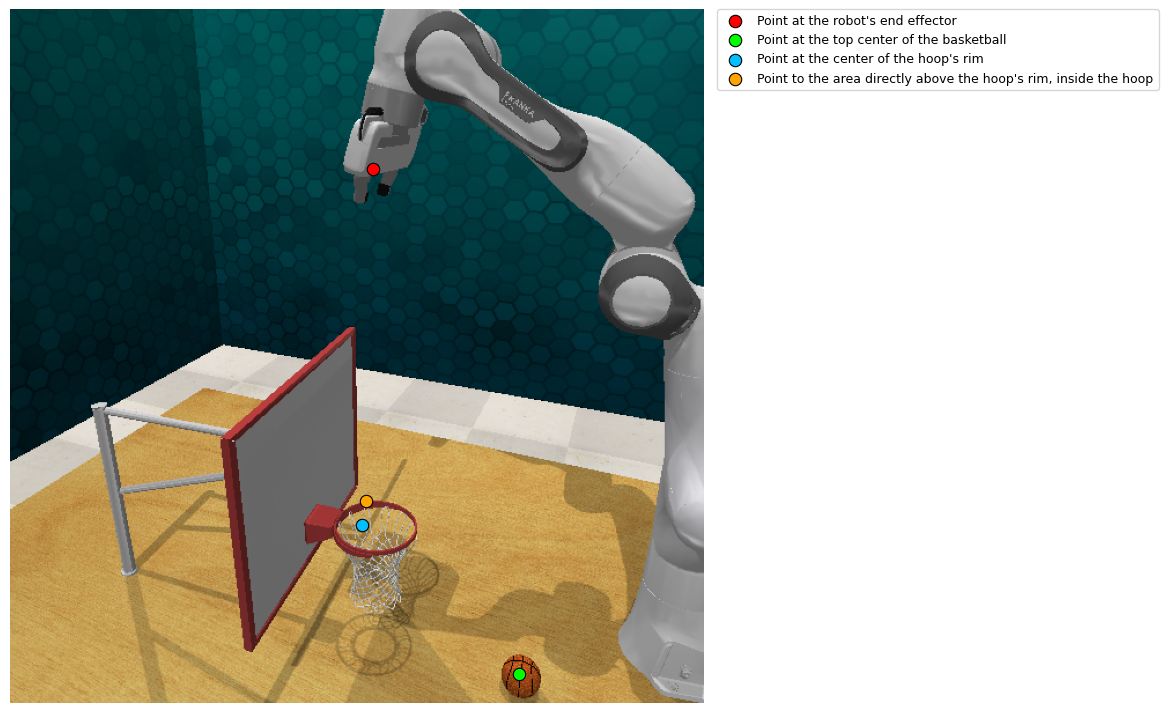 Point at the robot's end effector
Point at the top center of the basketball
Point at the center of the hoop's rim
Point to the area directly above the hoop's rim, inside the hoop
FRANKA